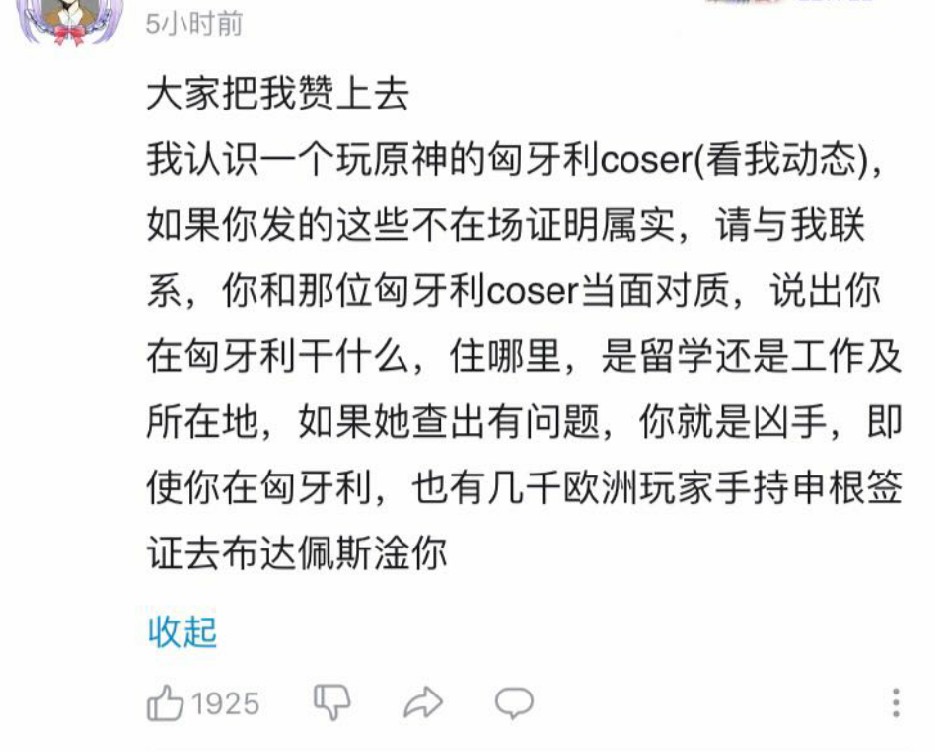 5小时前
大家把我赞上去
我认识一个玩原神的匈牙利coser(看我动态),
如果你发的这些不在场证明属实，请与我联
系，你和那位匈牙利coser当面对质，说出你
在匈牙利干什么，住哪里，是留学还是工作及
所在地，如果她查出有问题，你就是凶手，即
使你在匈牙利，也有几千欧洲玩家手持申根签
证去布达佩斯淦你
收起
1925